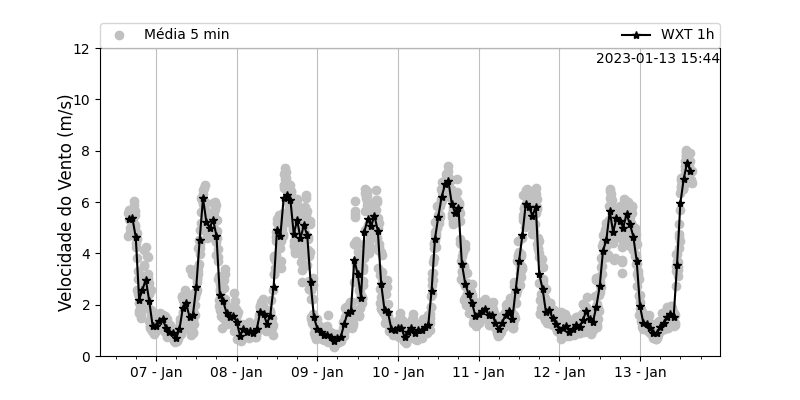 Média 5 min WXT 1h
2023-01-13 15:44
Velocidade do Vento (m/s)
12
10
8
6
4
2
0
07 - Jan 08 - Jan 09 - Jan 10 - Jan 11 - Jan 12 - Jan 13 - Jan